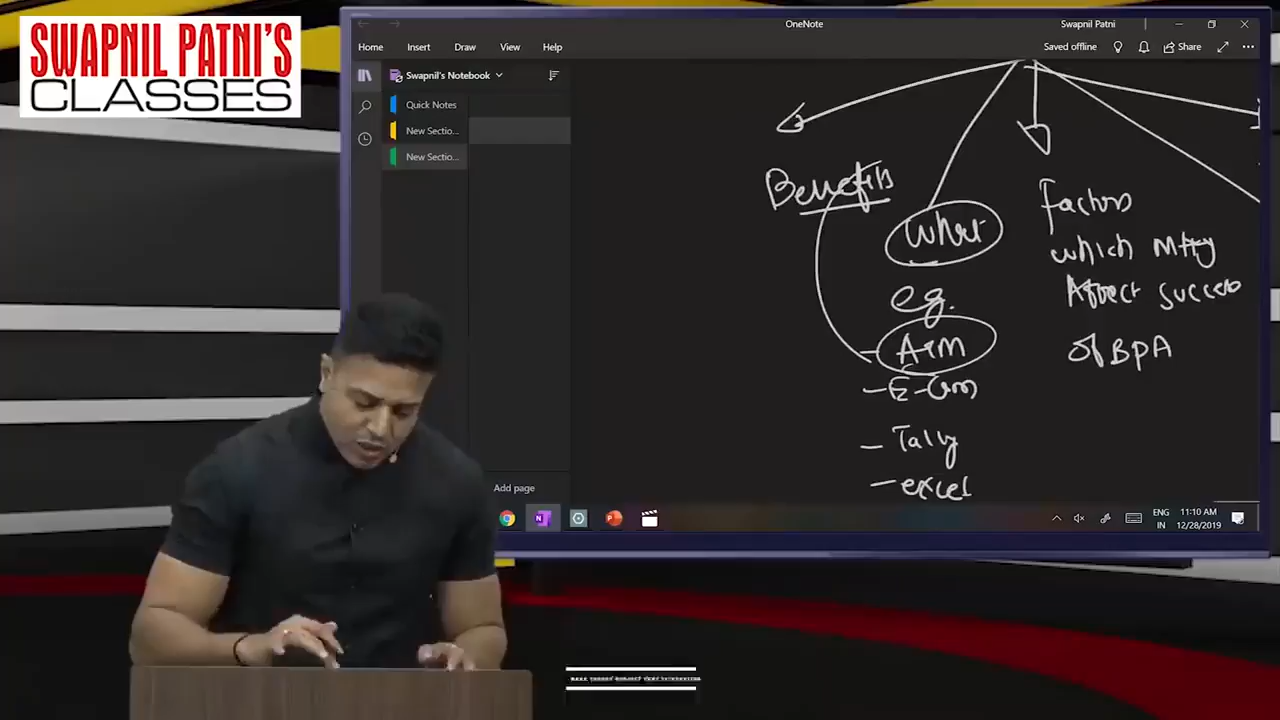 SWAPNIL PATNI'S
CLASSES
OneNote
Swapnil Patni
Home
Insert
Draw
View
Help
Saved offline
Share
Swapnil's Notebook
Quick Notes
New Sectio...
New Sectio...
Add page
Benefits
What
eg.
ATM
- E-Com
- Tally
- excel
Factors
which May
Affect success
of BPA
ENG
IN
11:10 AM
12/28/2019